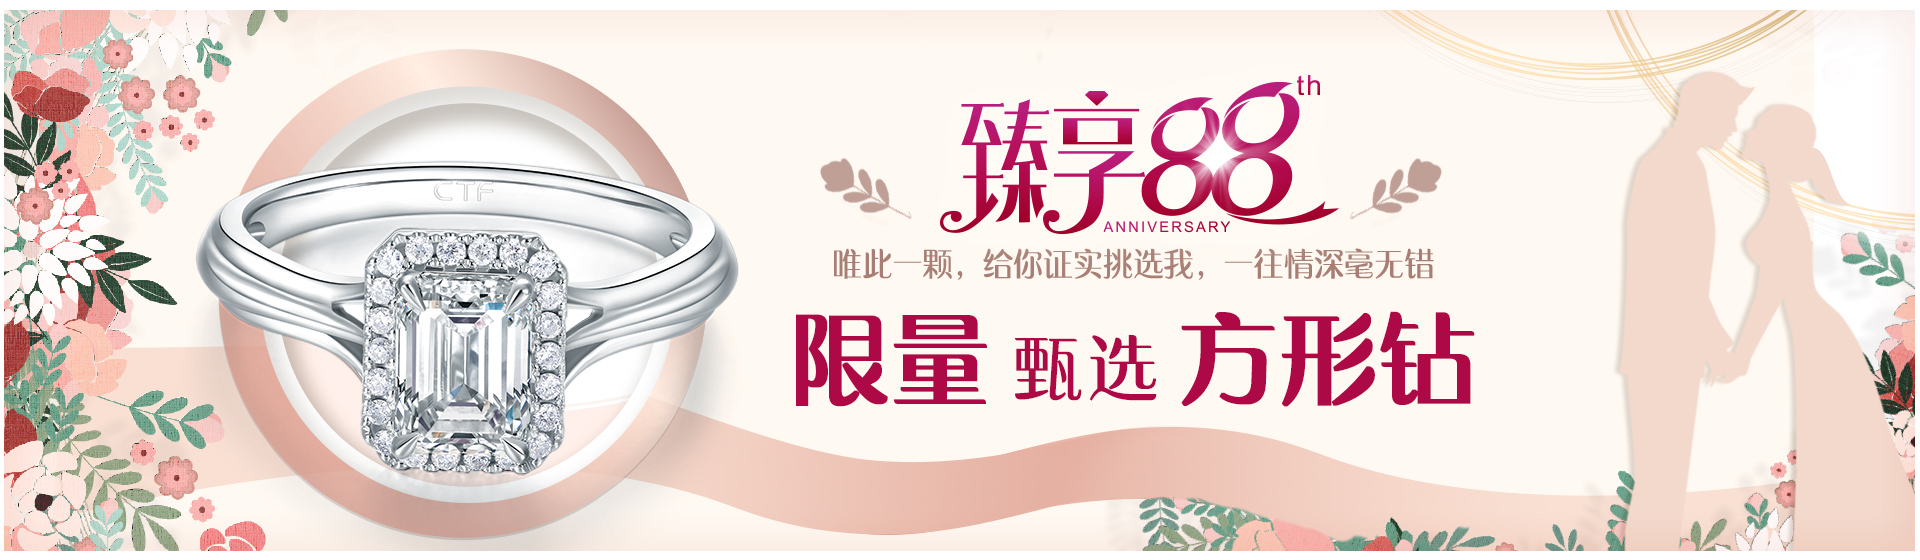 CTF
臻享88th
ANNIVERSARY
唯此一颗，给你证实挑选我，一往情深毫无错
限量 甄选 方形钻